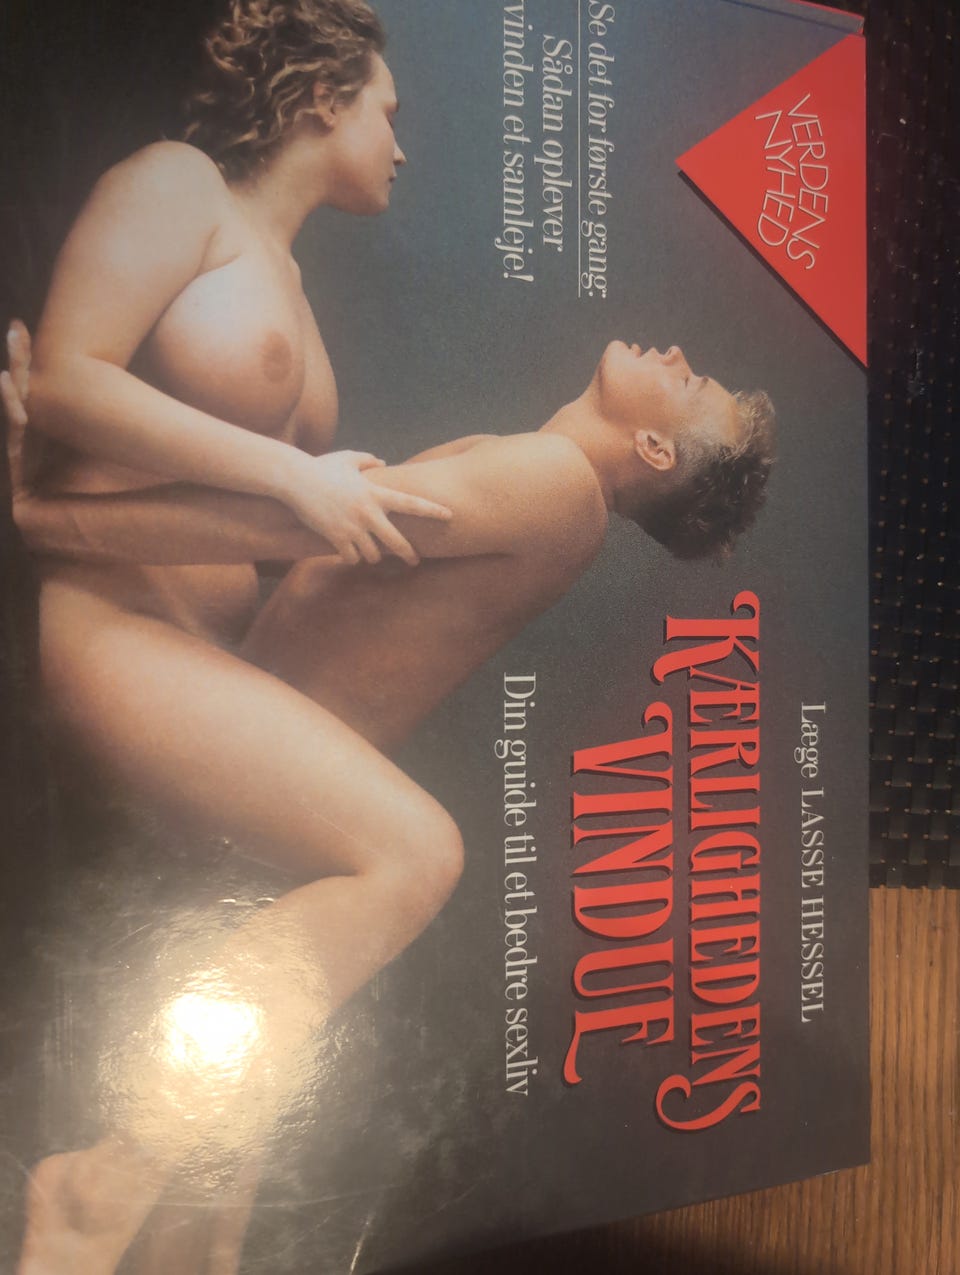 Læge LASSE HESSEL
KÆRLIGHEDENS
VINDUE
Din guide til et bedre sexliv
VERDENS
NYHED
Se det for første gang:
Sådan oplever
vinden et samleje!